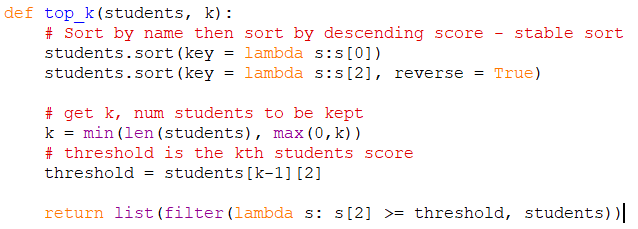 def top_k(students, k):
    # Sort by name then sort by descending score - stable sort
    students.sort(key = lambda s:s[0])
    students.sort(key = lambda s:s[2], reverse = True)

    # get k, num students to be kept
    k = min(len(students), max(0,k))
    # threshold is the kth students score
    threshold = students[k-1][2]

    return list(filter(lambda s: s[2] >= threshold, students))